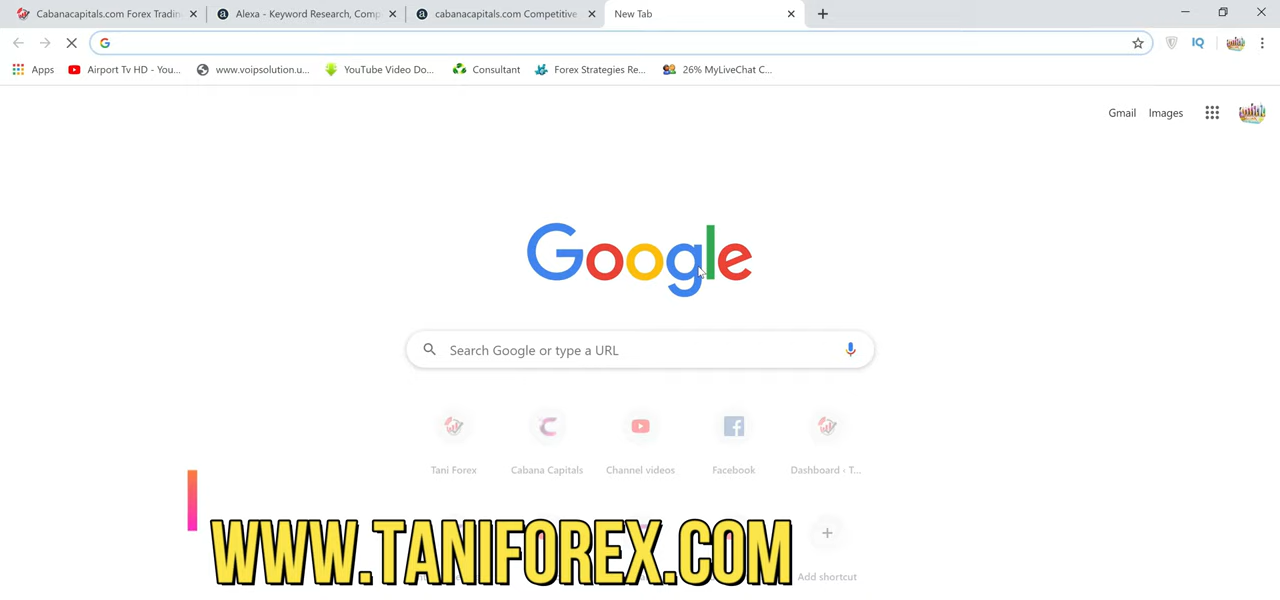 Cabanacapitals.com Forex Tradin
Alexa - Keyword Research, Comp
cabanacapitals.com Competitive
New Tab
Apps
Airport Tv HD - You...
www.voipsolution.u...
YouTube Video Do...
Consultant
Forex Strategies Re...
26% MyLiveChat C...
IQ
Gmail
Images
Google
Search Google or type a URL
Tani Forex
Cabana Capitals
Channel videos
Facebook
Dashboard ‹ T...
WWW.TANIFOREX.COM
Add shortcut